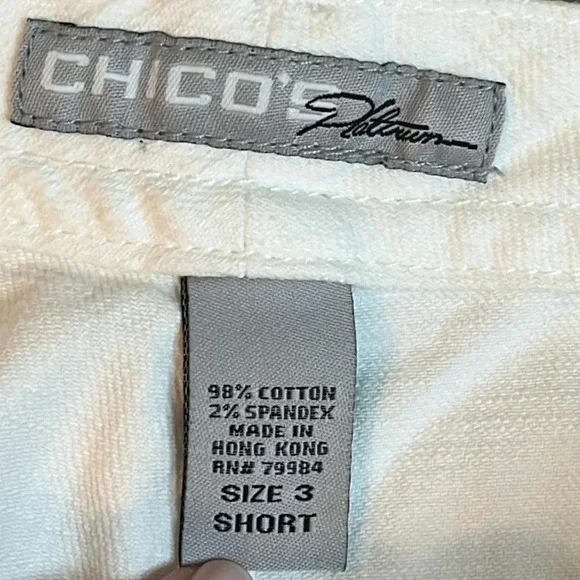 CHICO'S Platinum
98% COTTON
2% SPANDEX
MADE IN
HONG KONG
RN# 79984
SIZE 3
SHORT